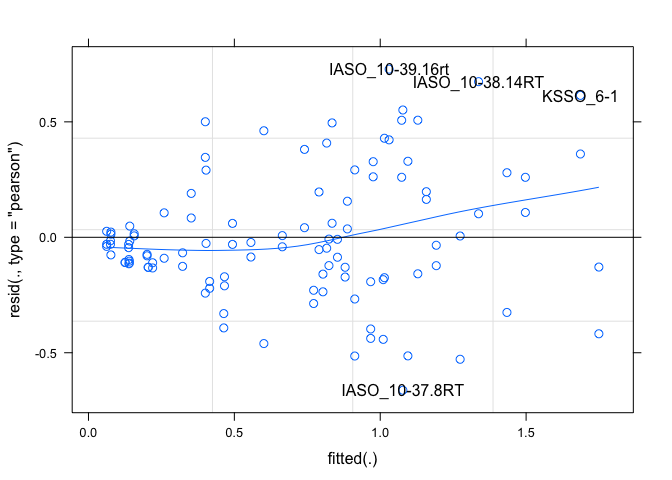 IASO_10-39.16rt
IASO_10-38.14RT
KSSO_6-1
0.5
0.0
-0.5
resid(., type = "pearson")
IASO_10-37.8RT
0.0
0.5
1.0
1.5
fitted(.)